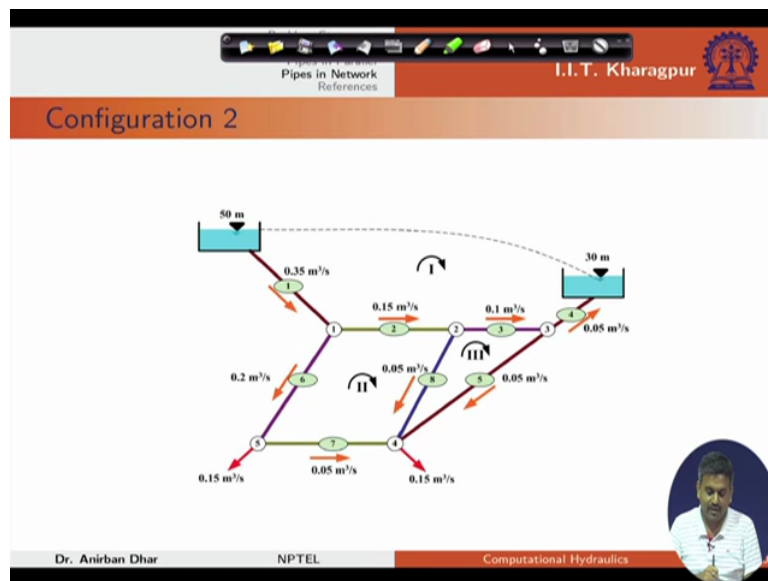 Pipes in Network
References
I.I.T. Kharagpur
Configuration 2
50 m
30 m
I
0.35 m³/s
1
0.15 m³/s
0.1 m³/s
4
0.05 m³/s
1
2
2
3
3
III
0.2 m³/s
6
II
0.05 m³/s
8
5
0.05 m³/s
5
7
4
0.15 m³/s
0.05 m³/s
0.15 m³/s
Dr. Anirban Dhar
NPTEL
Computational Hydraulics